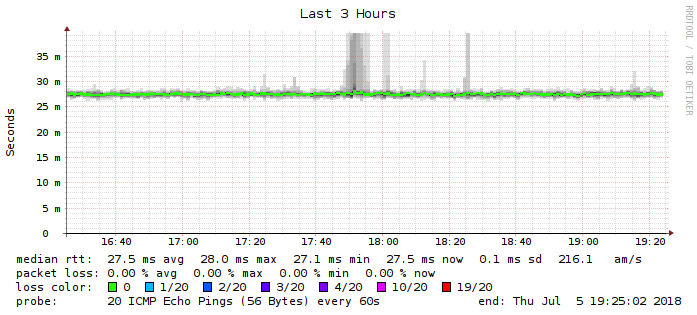 Last 3 Hours
RRDTOOL / TOBI OETIKER
Seconds
35 m
30 m
25 m
20 m
15 m
10 m
5 m
0
16:40 17:00 17:20 17:40 18:00 18:20 18:40 19:00 19:20
median rtt: 27.5 ms avg 28.0 ms max 27.1 ms min 27.5 ms now 0.1 ms sd 216.1 am/s
packet loss: 0.00 % avg 0.00 % max 0.00 % min 0.00 % now
loss color: 0 1/20 2/20 3/20 4/20 10/20 19/20
probe: 20 ICMP Echo Pings (56 Bytes) every 60s end: Thu Jul 5 19:25:02 2018